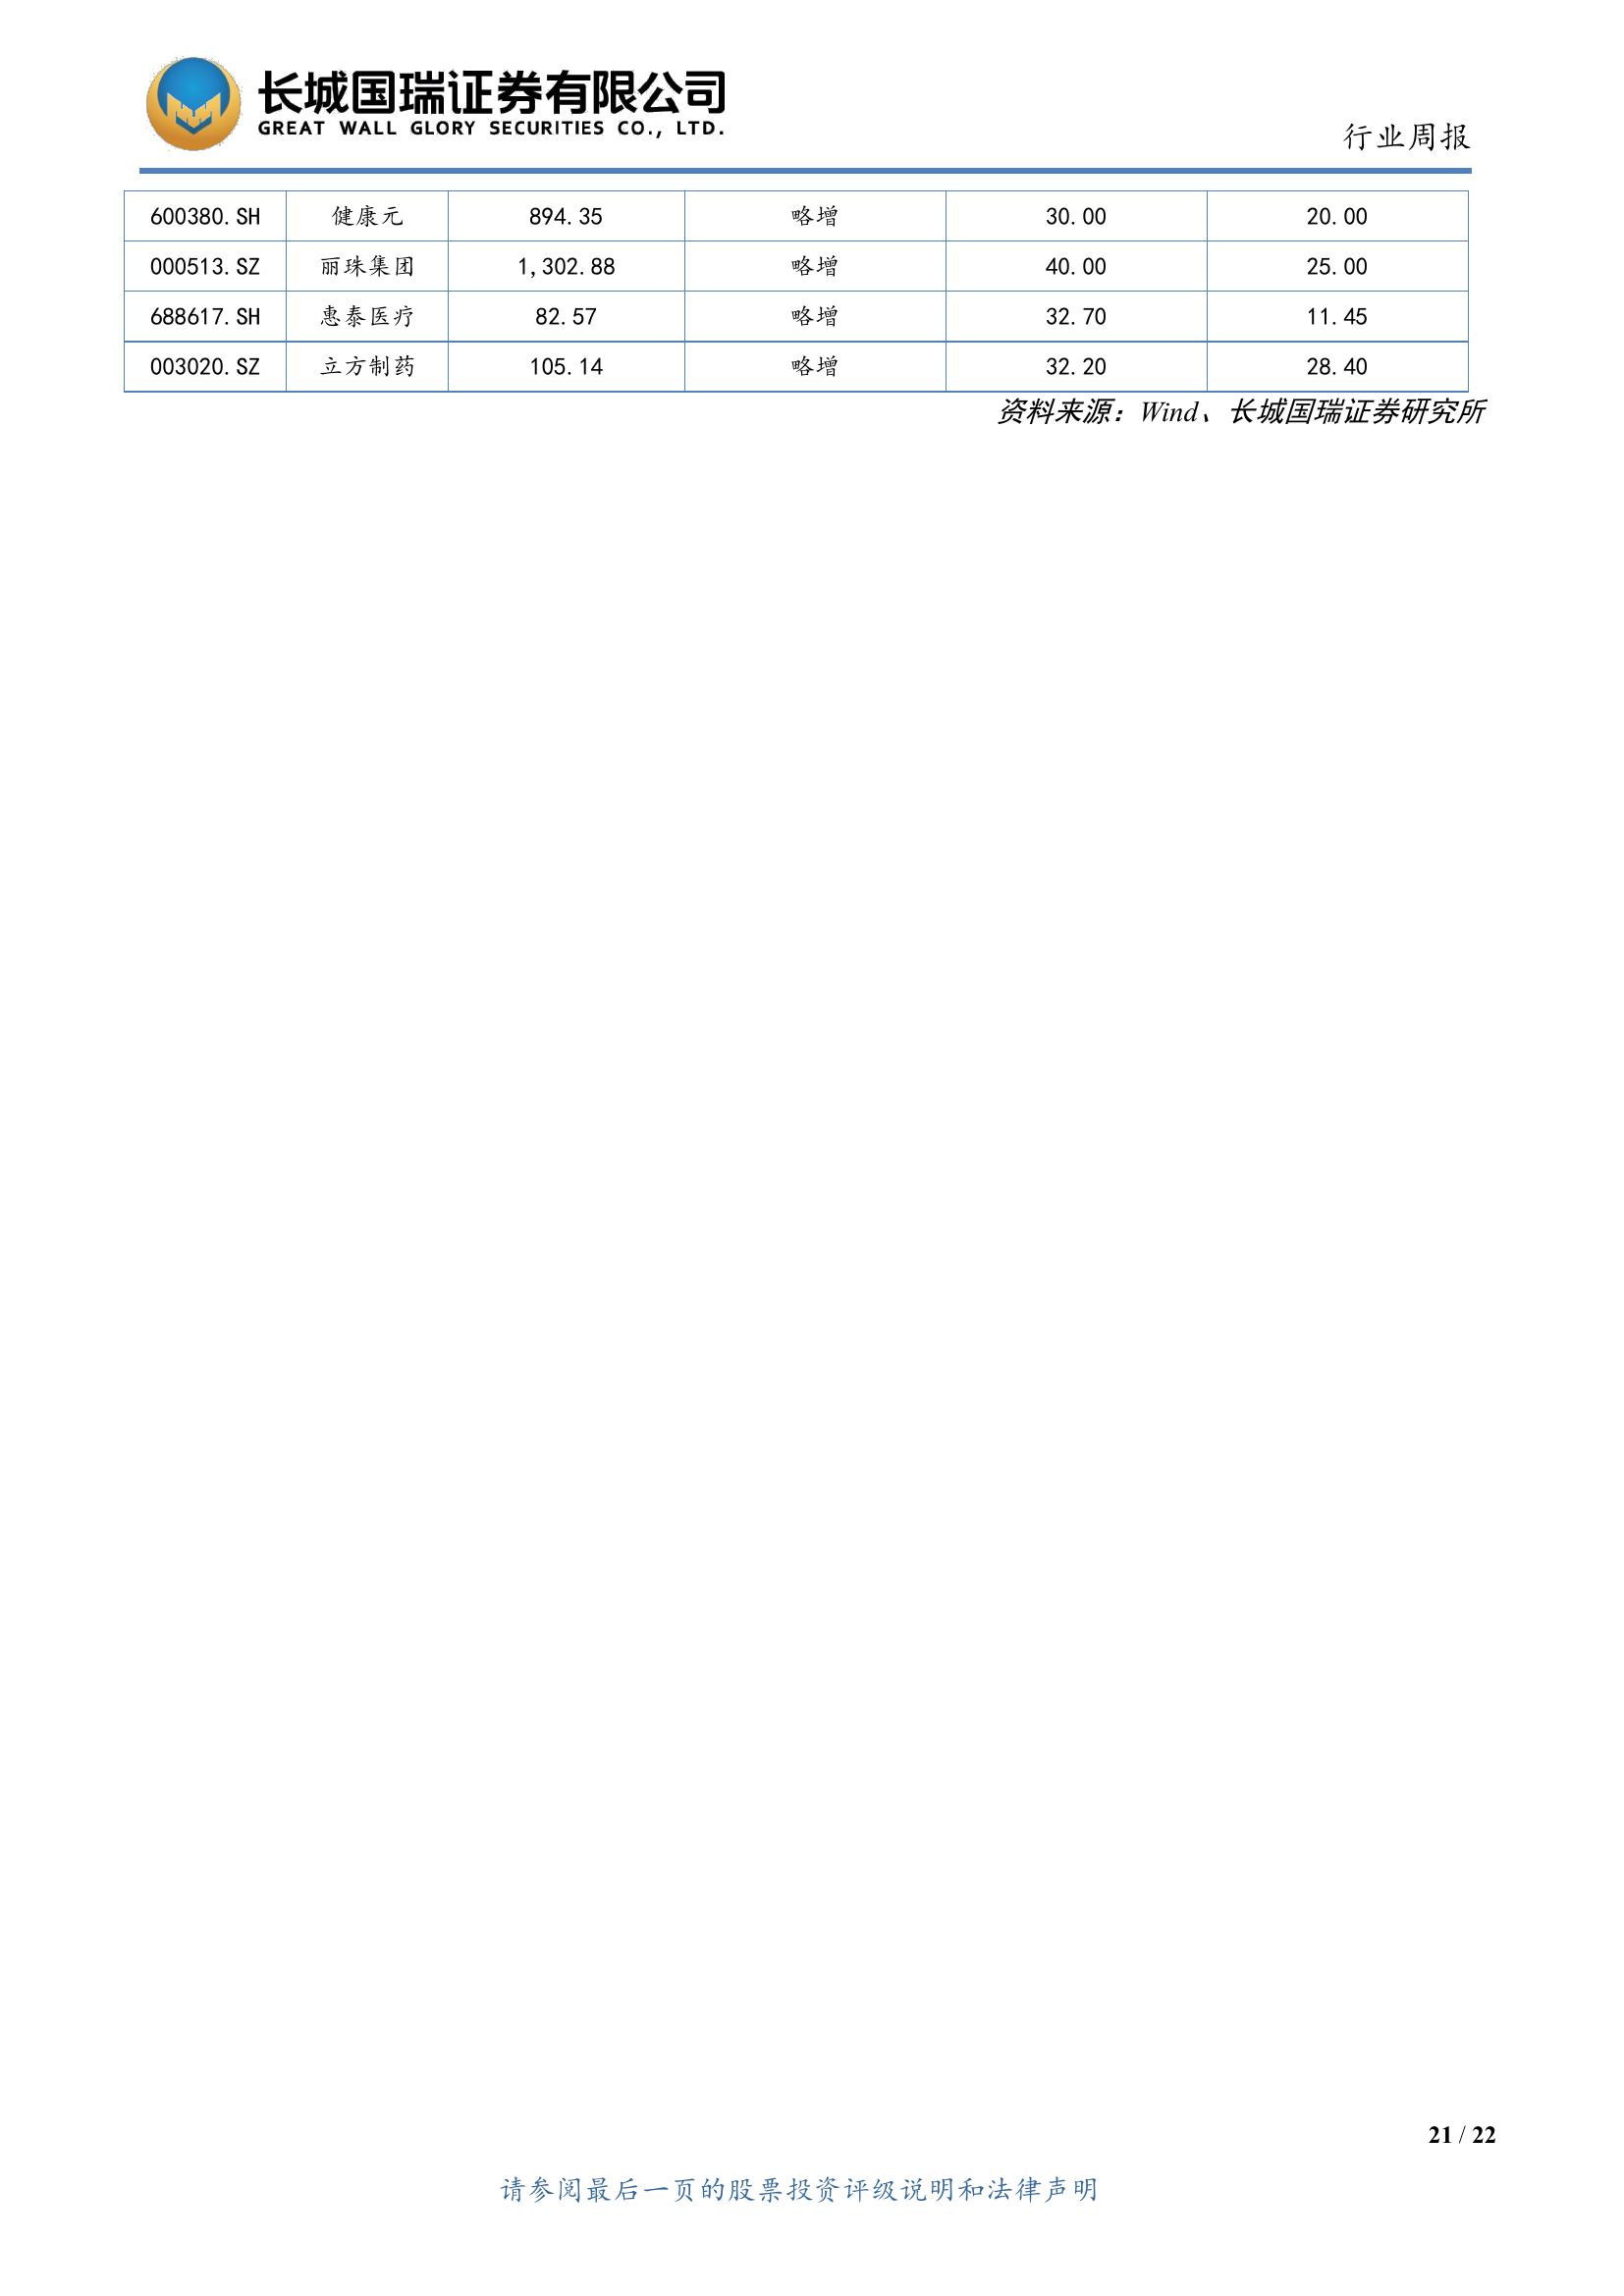 长城国瑞证券有限公司
GREAT WALL GLORY SECURITIES CO., LTD.
行业周报
600380.SH 健康元 894.35 略增 30.00 20.00
000513.SZ 丽珠集团 1,302.88 略增 40.00 25.00
688617.SH 惠泰医疗 82.57 略增 32.70 11.45
003020.SZ 立方制药 105.14 略增 32.20 28.40
资料来源：Wind、长城国瑞证券研究所
21 / 22
请参阅最后一页的股票投资评级说明和法律声明